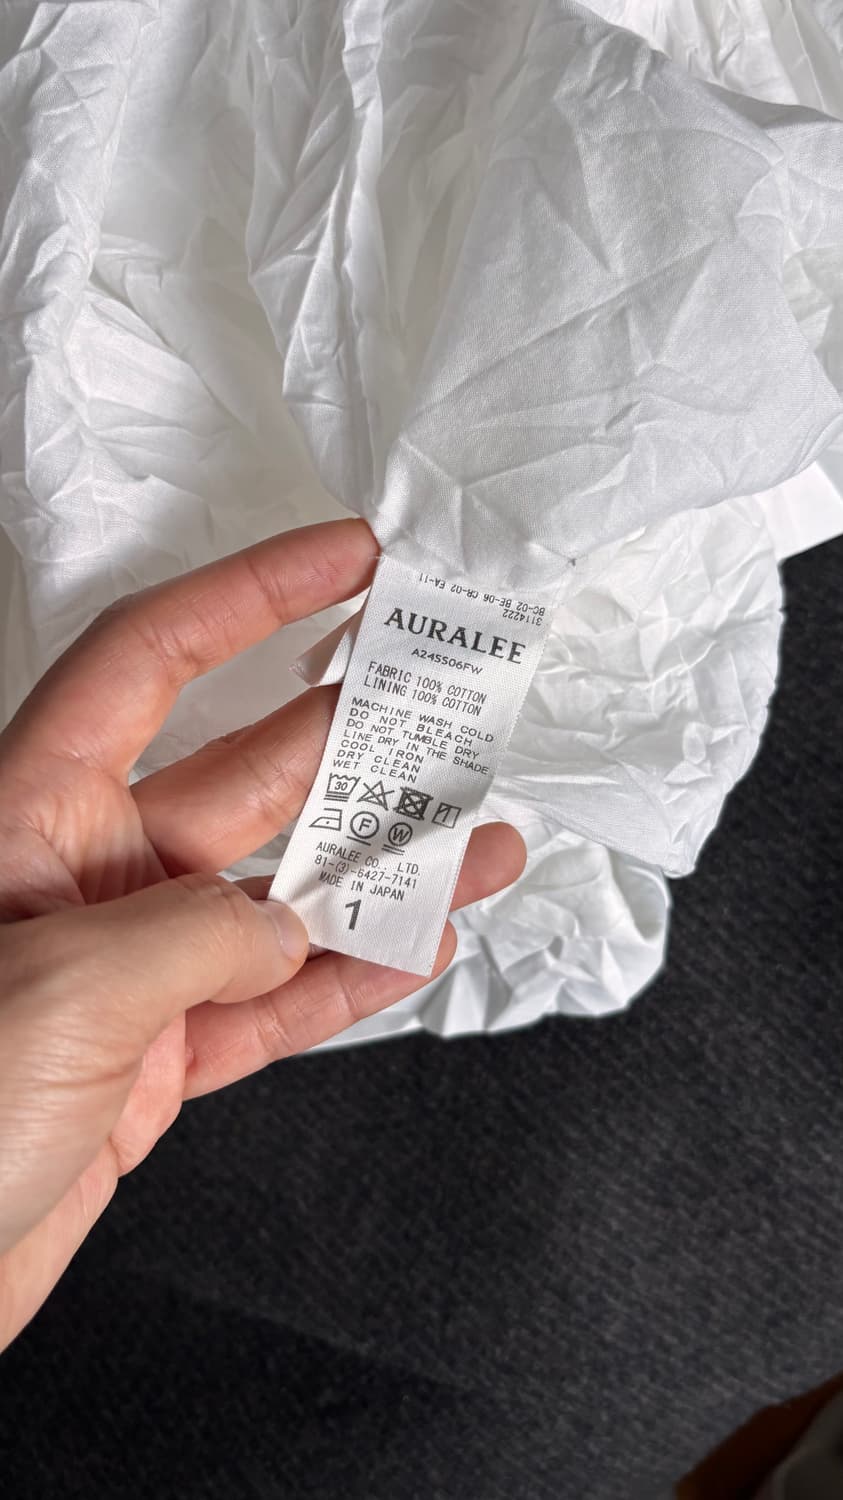 3114222
BC-02 BE-06 CB-02 EA-11
AURALEE
A24SS06FW
FABRIC 100% COTTON
LINING 100% COTTON
MACHINE WASH COLD
DO NOT BLEACH
DO NOT TUMBLE DRY
LINE DRY IN THE SHADE
COOL IRON
DRY CLEAN
WET CLEAN
30
F W
AURALEE CO., LTD.
81-(3)-6427-7141
MADE IN JAPAN
1